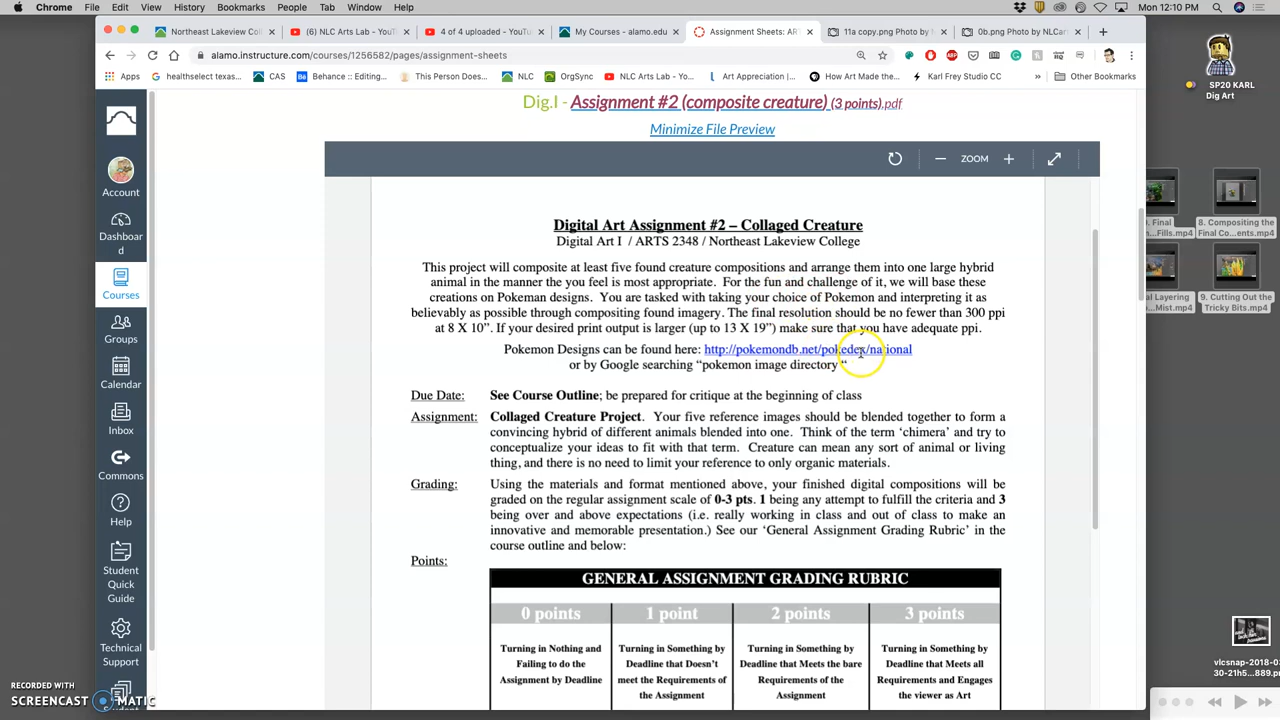 Chrome File Edit View History Bookmarks People Tab Window Help Mon 12:10 PM
Northeast Lakeview Coll (6) NLC Arts Lab - YouT 4 of 4 uploaded - YouTu My Courses - alamo.edu Assignment Sheets: AR 11a copy.png Photo by N 0b.png Photo by NLCar
alamo.instructure.com/courses/1256582/pages/assignment-sheets
Apps healthselect texas... CAS Behance :: Editing... This Person Does... NLC OrgSync NLC Arts Lab - Yo... Art Appreciation |... How Art Made the... Karl Frey Studio CC » Other Bookmarks
SP20 KARL
Dig Art
Dig.I - Assignment #2 (composite creature) (3 points).pdf
Minimize File Preview
ZOOM
Account
Dashboar
d
Courses
Calendar
Groups
Inbox
Commons
Help
Student
Quick
Guide
Technical
Support
Digital Art Assignment #2 – Collaged Creature
Digital Art I / ARTS 2348 / Northeast Lakeview College
This project will composite at least five found creature compositions and arrange them into one large hybrid
animal in the manner the you feel is most appropriate. For the fun and challenge of it, we will base these
creations on Pokeman designs. You are tasked with taking your choice of Pokemon and interpreting it as
believably as possible through compositing found imagery. The final resolution should be no fewer than 300 ppi
at 8 X 10”. If your desired print output is larger (up to 13 X 19”) make sure that you have adequate ppi.
Pokemon Designs can be found here: http://pokemondb.net/pokedex/national
or by Google searching “pokemon image directory “
Due Date: See Course Outline; be prepared for critique at the beginning of class
Assignment: Collaged Creature Project. Your five reference images should be blended together to form a
convincing hybrid of different animals blended into one. Think of the term ‘chimera’ and try to
conceptualize your ideas to fit with that term. Creature can mean any sort of animal or living
thing, and there is no need to limit your reference to only organic materials.
Grading: Using the materials and format mentioned above, your finished digital compositions will be
graded on the regular assignment scale of 0-3 pts. 1 being any attempt to fulfill the criteria and 3
being over and above expectations (i.e. really working in class and out of class to make an
innovative and memorable presentation.) See our ‘General Assignment Grading Rubric’ in the
course outline and below:
Points:
GENERAL ASSIGNMENT GRADING RUBRIC
0 points 1 point 2 points 3 points
Turning in Nothing and Turning in Something by Turning in Something by Turning in Something by
Failing to do the Deadline that Doesn’t Deadline that Meets the bare Deadline that Meets all
Assignment by Deadline meet the Requirements of Requirements of the Requirements and Engages
the Assignment Assignment the viewer as Art
. Final 8. Compositing the
...Fills.mp4 Final Co...ents.mp4
al Layering 9. Cutting Out the
...Mist.mp4 Tricky Bits.mp4
vlcsnap-2018-0
30-21h5...889.p
RECORDED WITH
SCREENCAST MATIC